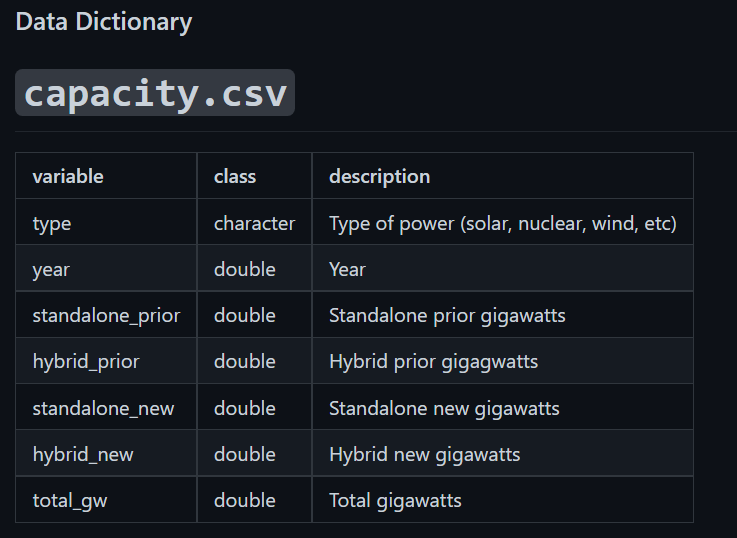 Data Dictionary
capacity.csv
variable class description
type character Type of power (solar, nuclear, wind, etc)
year double Year
standalone_prior double Standalone prior gigawatts
hybrid_prior double Hybrid prior gigagwatts
standalone_new double Standalone new gigawatts
hybrid_new double Hybrid new gigawatts
total_gw double Total gigawatts